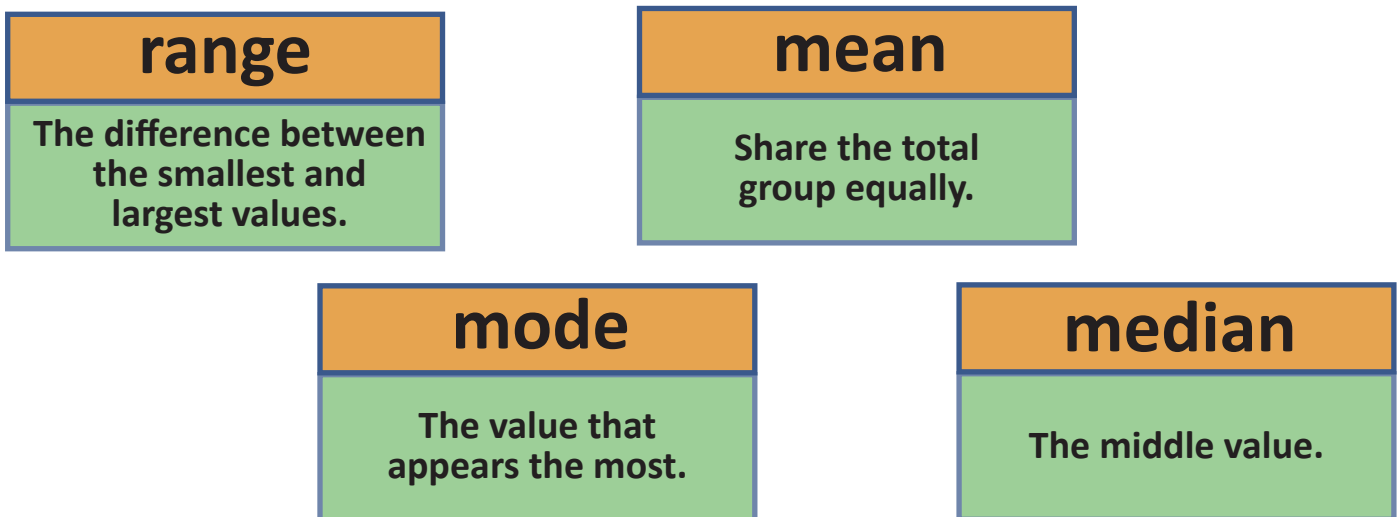 range
The difference between
the smallest and
largest values.
mean
Share the total
group equally.
mode
The value that
appears the most.
median
The middle value.